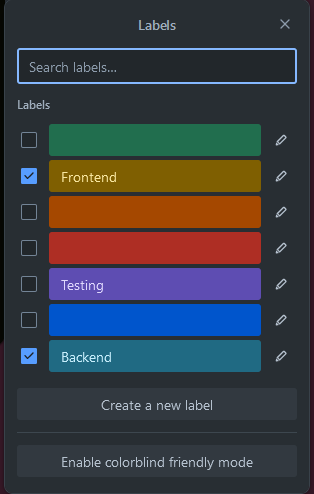 Labels
Search labels...
Labels
Frontend
Testing
Backend
Create a new label
Enable colorblind friendly mode